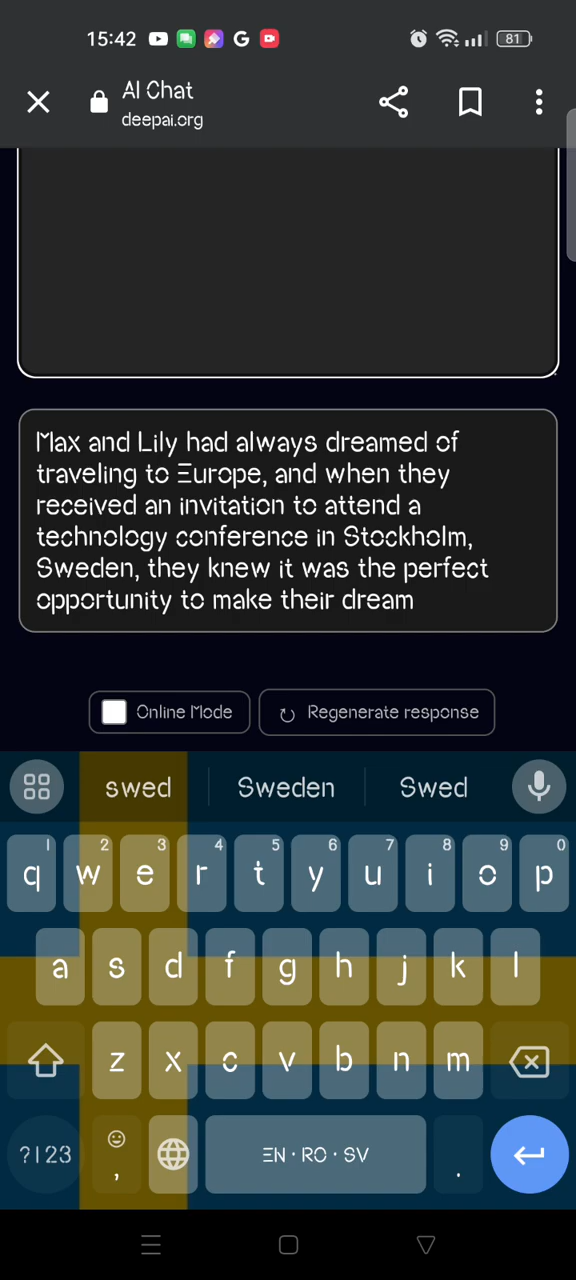 15:42
81
AI Chat
deepai.org
Max and Lily had always dreamed of
traveling to Europe, and when they
received an invitation to attend a
technology conference in Stockholm,
Sweden, they knew it was the perfect
opportunity to make their dream
Online Mode
Regenerate response
swed Sweden Swed
1 2 3 4 5 6 7 8 9 0
q w e r t y u i o p
a s d f g h j k l
z x c v b n m
?123 , EN · RO · SV .